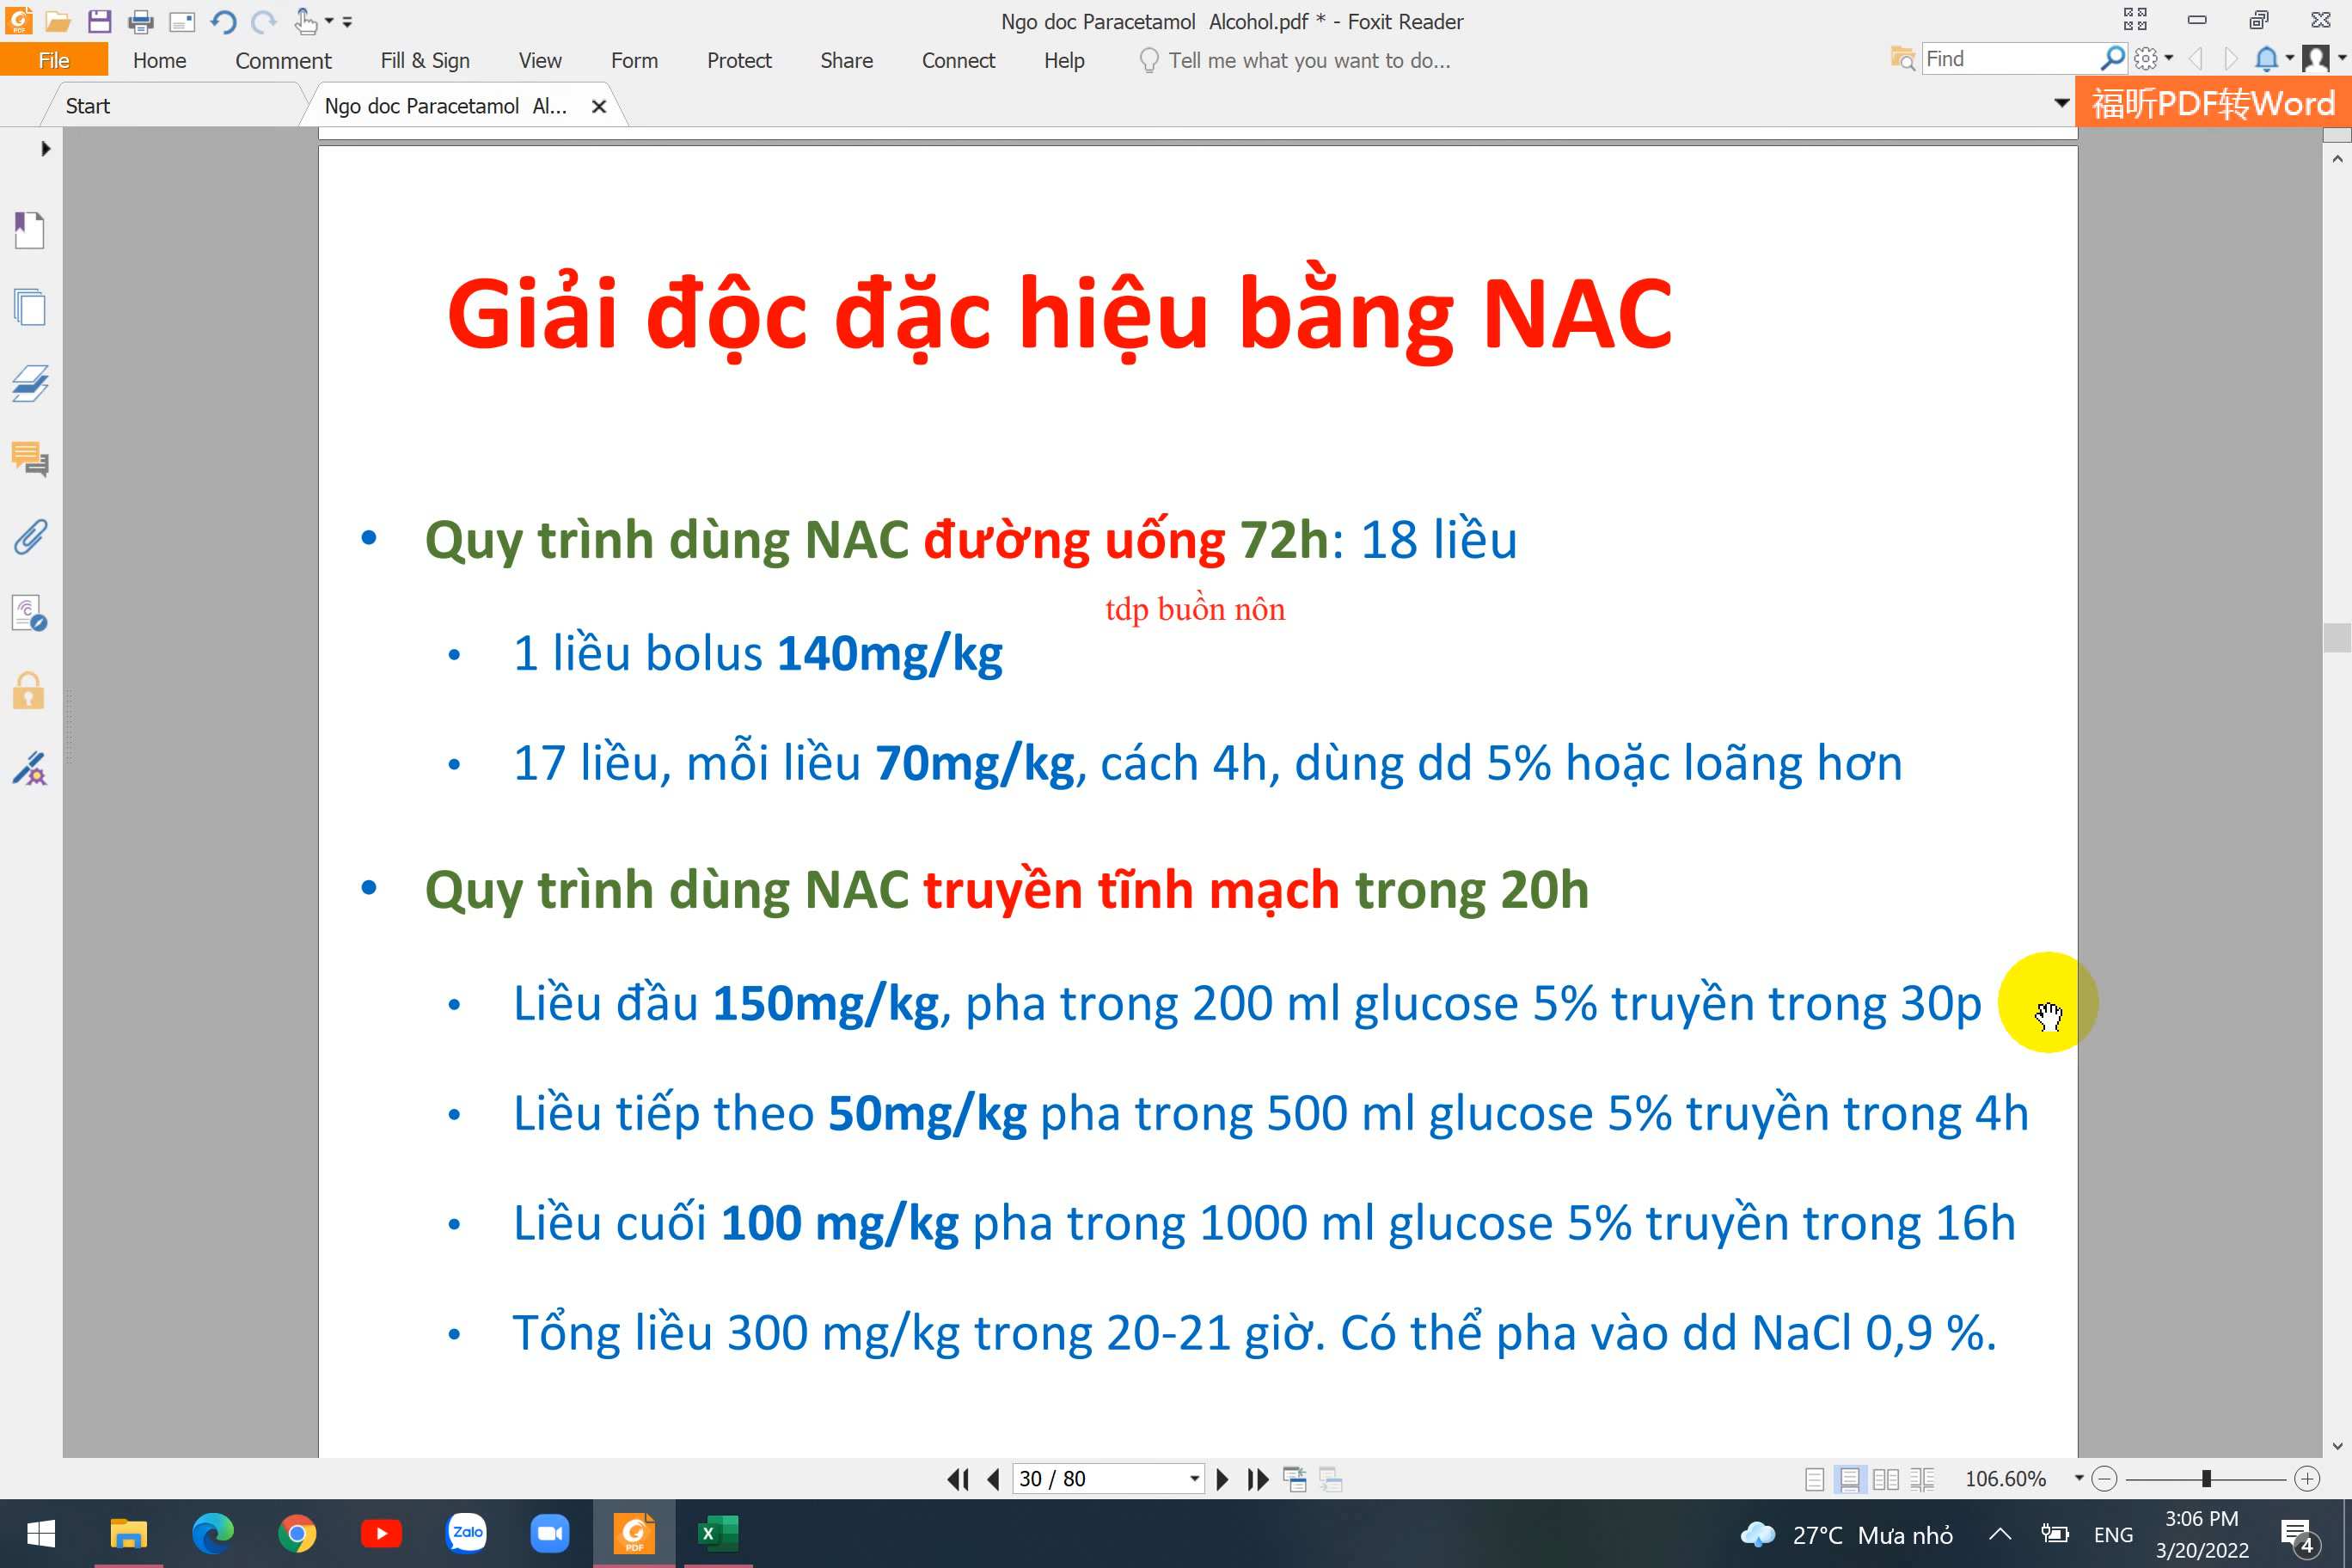 Ngo doc Paracetamol Alcohol.pdf * - Foxit Reader
File Home Comment Fill & Sign View Form Protect Share Connect Help Tell me what you want to do... Find
Start Ngo doc Paracetamol Al... 福昕PDF转Word
Giải độc đặc hiệu bằng NAC
• Quy trình dùng NAC đường uống 72h: 18 liều
tdp buồn nôn
• 1 liều bolus 140mg/kg
• 17 liều, mỗi liều 70mg/kg, cách 4h, dùng dd 5% hoặc loãng hơn
• Quy trình dùng NAC truyền tĩnh mạch trong 20h
• Liều đầu 150mg/kg, pha trong 200 ml glucose 5% truyền trong 30p
• Liều tiếp theo 50mg/kg pha trong 500 ml glucose 5% truyền trong 4h
• Liều cuối 100 mg/kg pha trong 1000 ml glucose 5% truyền trong 16h
• Tổng liều 300 mg/kg trong 20-21 giờ. Có thể pha vào dd NaCl 0,9 %.
30 / 80 106.60%
Zalo PDF 27°C Mưa nhỏ ENG 3:06 PM
3/20/2022 4